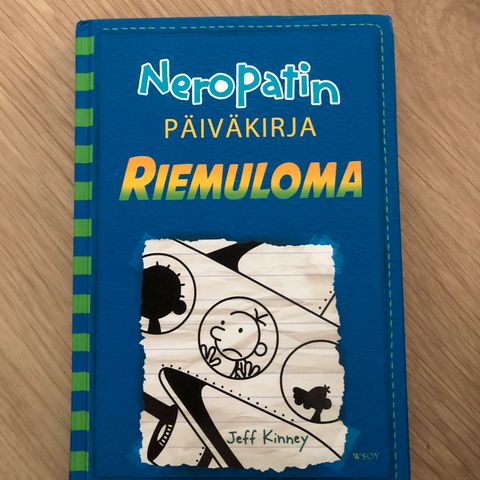 Neropatin
PÄIVÄKIRJA
RIEMULOMA
Jeff Kinney
WSOY